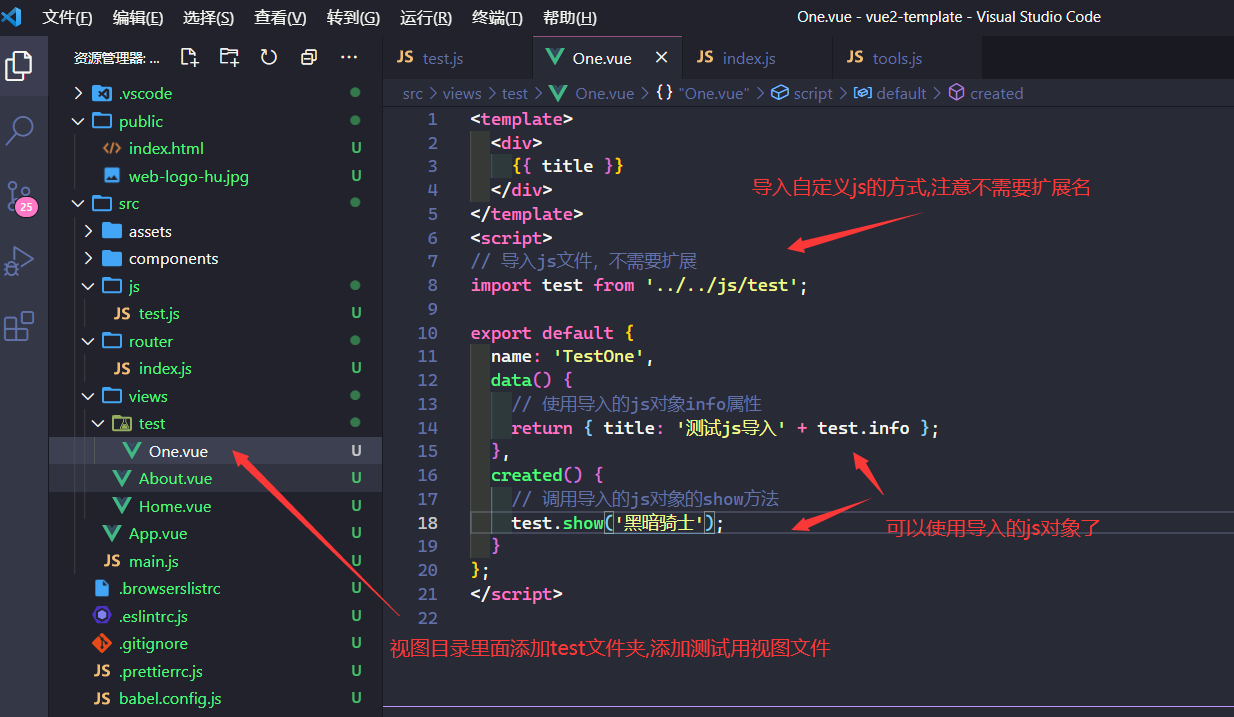 文件(F) 编辑(E) 选择(S) 查看(V) 转到(G) 运行(R) 终端(T) 帮助(H) One.vue - vue2-template - Visual Studio Code
资源管理器: ... ···
JS test.js One.vue × JS index.js JS tools.js
src > views > test > One.vue > {} "One.vue" > script > default > created
.vscode
public
index.html U
web-logo-hu.jpg U
25
src
assets
components
js
JS test.js U
router
JS index.js U
views
test
One.vue U
About.vue U
Home.vue U
App.vue U
JS main.js U
.browserslistrc U
.eslintrc.js U
.gitignore U
JS .prettierrc.js U
JS babel.config.js U
1 <template>
2 <div>
3 {{ title }}
4 </div>
5 </template>
6 <script>
7 // 导入js文件，不需要扩展
8 import test from '../../js/test';
9
10 export default {
11 name: 'TestOne',
12 data() {
13 // 使用导入的js对象info属性
14 return { title: '测试js导入' + test.info };
15 },
16 created() {
17 // 调用导入的js对象的show方法
18 test.show('黑暗骑士');
19 }
20 };
21 </script>
22
导入自定义js的方式,注意不需要扩展名
可以使用导入的js对象了
视图目录里面添加test文件夹,添加测试用视图文件